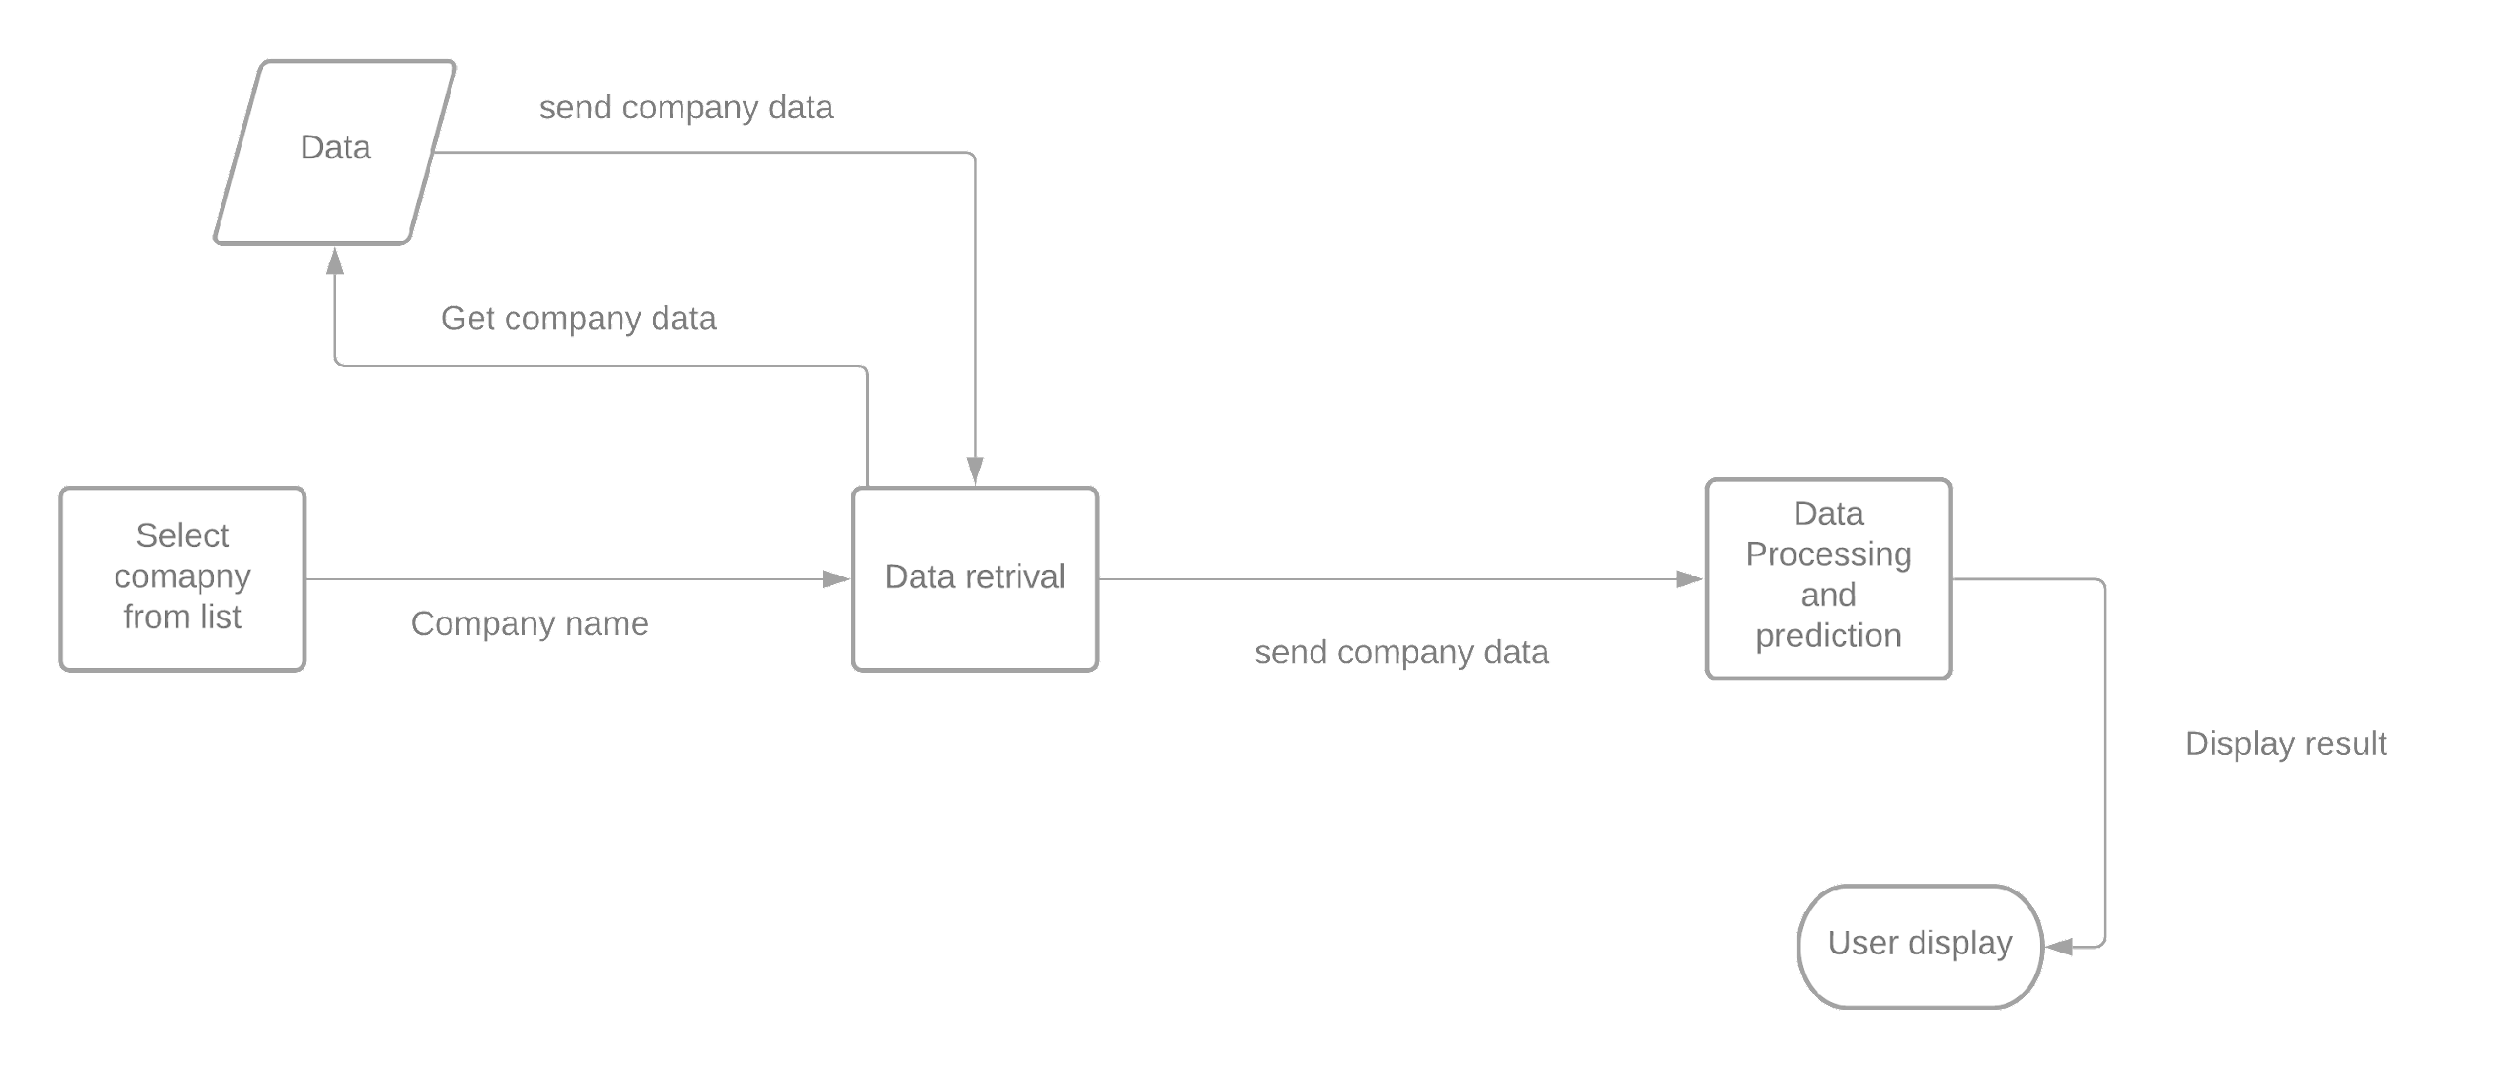 Data
send company data
Get company data
Select
comapny
from list
Company name
Data retrival
send company data
Data
Processing
and
prediction
Display result
User display